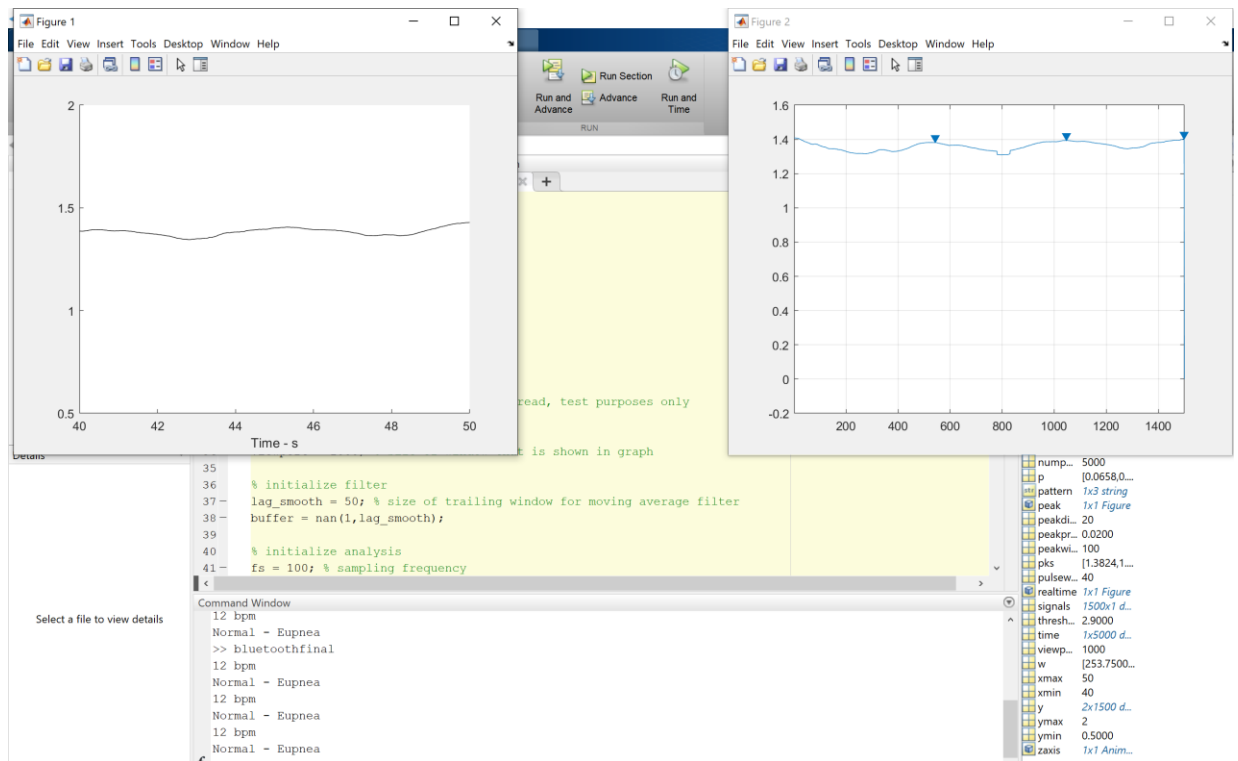 Figure 1
File Edit View Insert Tools Desktop Window Help
2
1.5
1
0.5
40 42 44 46 48 50
Time - s
Run and Advance
Run Section
Advance
Run and Time
RUN
Figure 2
File Edit View Insert Tools Desktop Window Help
1.6
1.4
1.2
1
0.8
0.6
0.4
0.2
0
-0.2
200 400 600 800 1000 1200 1400
read, test purposes only
t is shown in graph
Details
Select a file to view details
35
36 % initialize filter
37 – lag_smooth = 50; % size of trailing window for moving average filter
38 – buffer = nan(1,lag_smooth);
39
40 % initialize analysis
41 – fs = 100; % sampling frequency
Command Window
12 bpm
Normal - Eupnea
>> bluetoothfinal
12 bpm
Normal - Eupnea
12 bpm
Normal - Eupnea
12 bpm
Normal - Eupnea
nump... 5000
p [0.0658,0....
pattern 1x3 string
peak 1x1 Figure
peakdi... 20
peakpr... 0.0200
peakwi... 100
pks [1.3824,1....
pulsew... 40
realtime 1x1 Figure
signals 1500x1 d...
thresh... 2.9000
time 1x5000 d...
viewp... 1000
w [253.7500...
xmax 50
xmin 40
y 2x1500 d...
ymax 2
ymin 0.5000
zaxis 1x1 Anim...